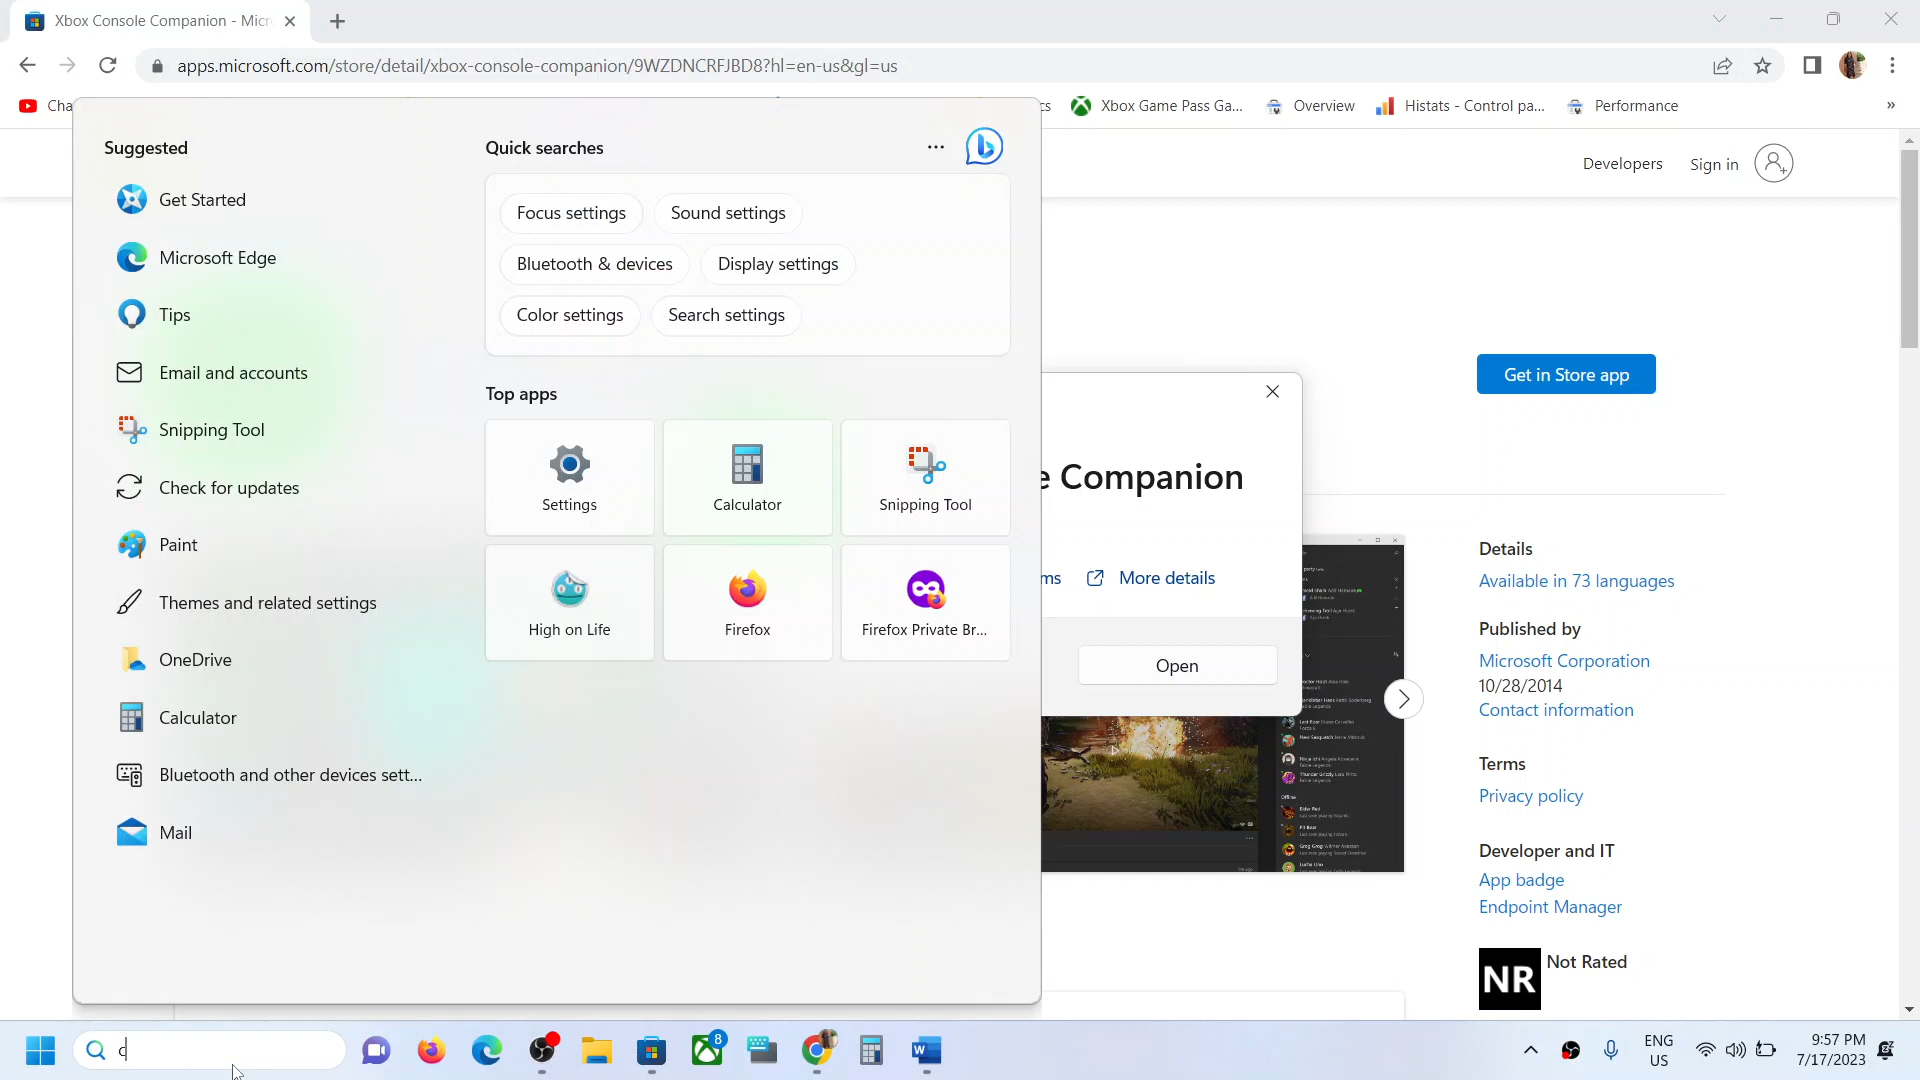 Xbox Console Companion - Micr
apps.microsoft.com/store/detail/xbox-console-companion/9WZDNCRFJBD8?hl=en-us&gl=us
Cha
cs
Xbox Game Pass Ga...
Overview
Histats - Control pa...
Performance
»
Developers
Sign in
Suggested
Get Started
Microsoft Edge
Tips
Email and accounts
Snipping Tool
Check for updates
Paint
Themes and related settings
OneDrive
Calculator
Bluetooth and other devices sett...
Mail
Quick searches
Focus settings
Sound settings
Bluetooth & devices
Display settings
Color settings
Search settings
Top apps
Settings
Calculator
Snipping Tool
High on Life
Firefox
Firefox Private Br...
e Companion
ms
More details
Open
Get in Store app
Details
Available in 73 languages
Published by
Microsoft Corporation
10/28/2014
Contact information
Terms
Privacy policy
Developer and IT
App badge
Endpoint Manager
NR
Not Rated
c
8
ENG
US
9:57 PM
7/17/2023